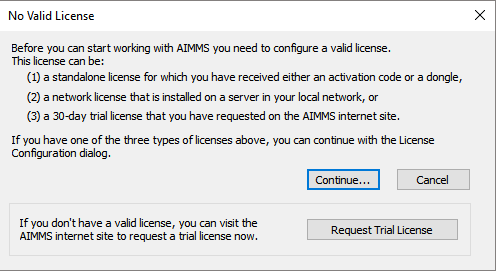 No Valid License
Before you can start working with AIMMS you need to configure a valid license.
This license can be:
(1) a standalone license for which you have received either an activation code or a dongle,
(2) a network license that is installed on a server in your local network, or
(3) a 30-day trial license that you have requested on the AIMMS internet site.
If you have one of the three types of licenses above, you can continue with the License
Configuration dialog.
Continue...
Cancel
If you don't have a valid license, you can visit the
AIMMS internet site to request a trial license now.
Request Trial License